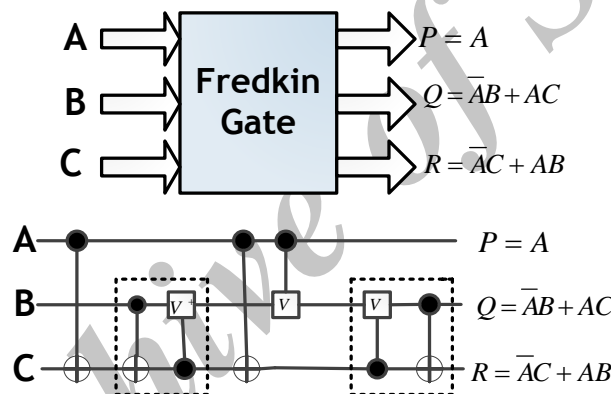 A
P = A
Fredkin
Gate
B
Q = A̅B + AC
C
R = A̅C + AB
A
P = A
B
V⁺
V
V
Q = A̅B + AC
C
R = A̅C + AB